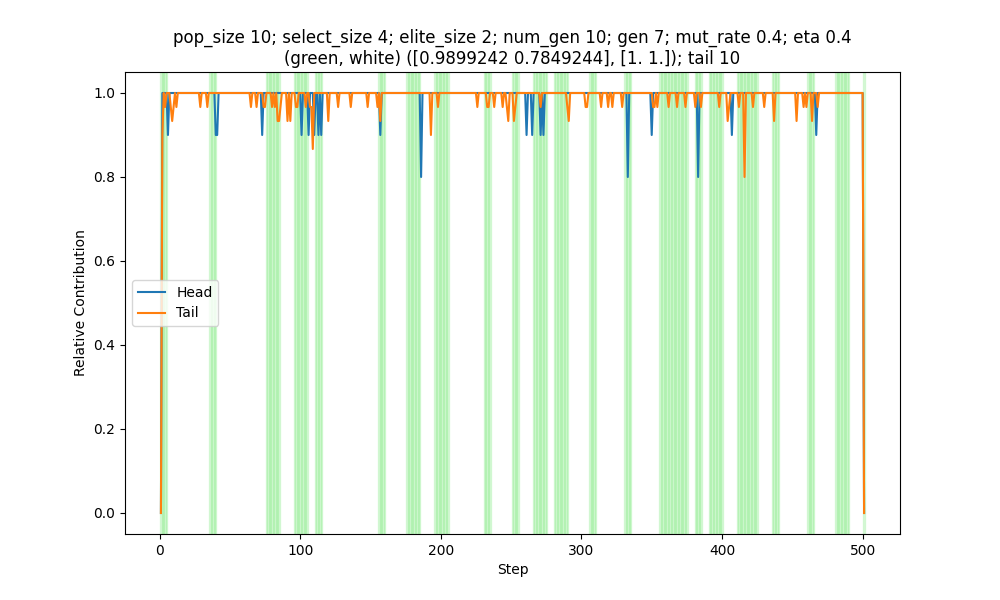 pop_size 10; select_size 4; elite_size 2; num_gen 10; gen 7; mut_rate 0.4; eta 0.4
(green, white) ([0.9899242 0.7849244], [1. 1.]); tail 10
1.0
0.8
0.6
0.4
0.2
0.0
Relative Contribution
Head
Tail
0
100
200
300
400
500
Step